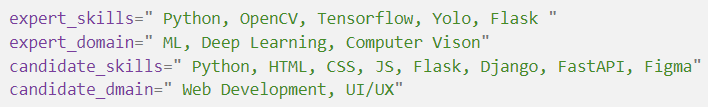 expert_skills=" Python, OpenCV, Tensorflow, Yolo, Flask "
expert_domain=" ML, Deep Learning, Computer Vison"
candidate_skills=" Python, HTML, CSS, JS, Flask, Django, FastAPI, Figma"
candidate_dmain=" Web Development, UI/UX"